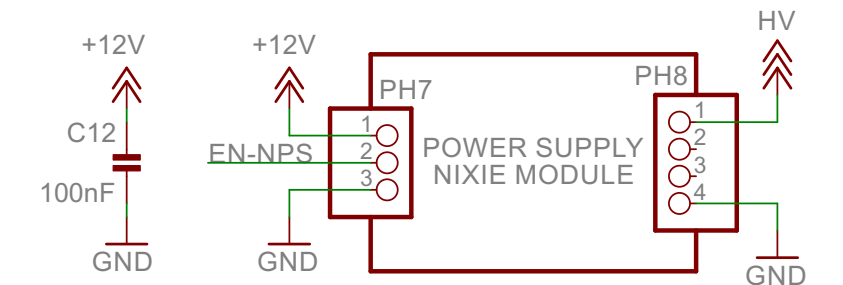 HV
+12V
+12V
PH7
PH8
C12
100nF
GND
EN-NPS
1
2
3
GND
POWER SUPPLY
NIXIE MODULE
1
2
3
4
GND